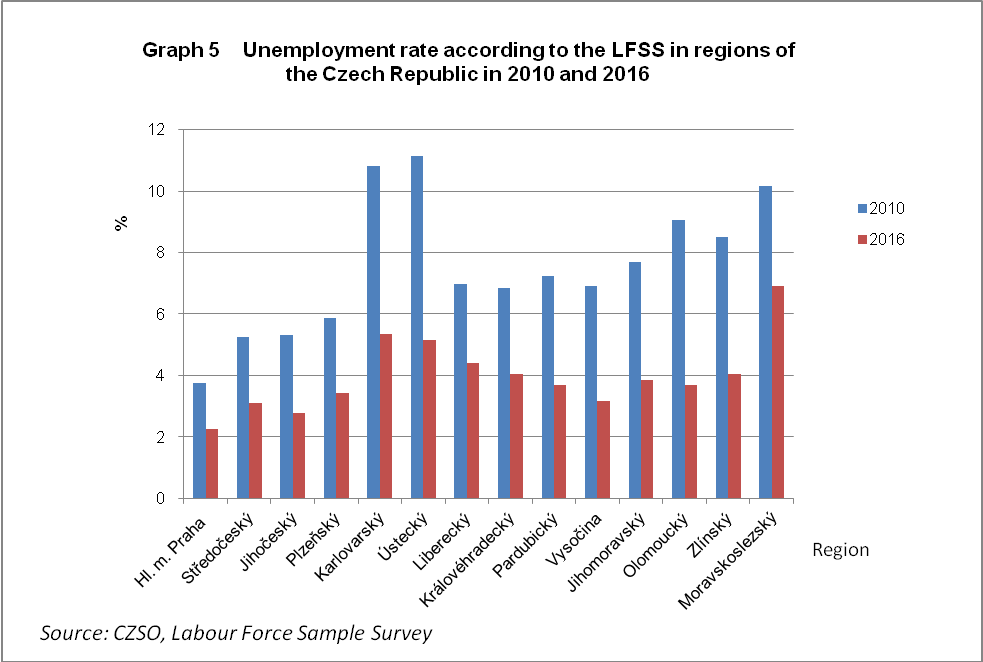 Graph 5 Unemployment rate according to the LFSS in regions of
the Czech Republic in 2010 and 2016
12
10
8
6
4
2
0
%
2010
2016
Hl. m. Praha
Středočeský
Jihočeský
Plzeňský
Karlovarský
Ústecký
Liberecký
Královéhradecký
Pardubický
Vysočina
Jihomoravský
Olomoucký
Zlínský
Moravskoslezský
Region
Source: CZSO, Labour Force Sample Survey